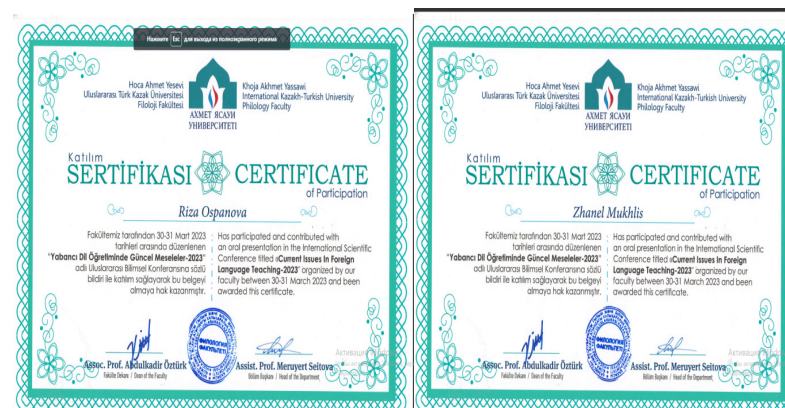 Нажмите Esc для выхода из полноэкранного режима
Hoca Ahmet Yesevi
Uluslararası Türk Kazak Üniversitesi
Filoloji Fakültesi
Khoja Akhmet Yassawi
International Kazakh-Turkish University
Philology Faculty
АХМЕТ ЯСАУИ
УНИВЕРСИТЕТІ
Katılım
SERTİFİKASI
CERTIFICATE
of Participation
Riza Ospanova
Fakültemiz tarafından 30-31 Mart 2023
tarihleri arasında düzenlenen
"Yabancı Dil Öğretiminde Güncel Meseleler-2023"
adlı Uluslararası Bilimsel Konferansına sözlü
bildiri ile katılım sağlayarak bu belgeyi
almaya hak kazanmıştır.
Has participated and contributed with
an oral presentation in the International Scientific
Conference titled «Current Issues In Foreign
Language Teaching-2023" organized by our
faculty between 30-31 March 2023 and been
awarded this certificate.
ФИЛОЛОГИЯ
ФАКУЛЬТЕТІ
Assoc. Prof. Abdulkadir Öztürk
Fakülte Dekanı / Dean of the Faculty
Assist. Prof. Meruyert Seitova
Bölüm Başkanı / Head of the Department
Hoca Ahmet Yesevi
Uluslararası Türk Kazak Üniversitesi
Filoloji Fakültesi
Khoja Akhmet Yassawi
International Kazakh-Turkish University
Philology Faculty
АХМЕТ ЯСАУИ
УНИВЕРСИТЕТІ
Katılım
SERTİFİKASI
CERTIFICATE
of Participation
Zhanel Mukhlis
Fakültemiz tarafından 30-31 Mart 2023
tarihleri arasında düzenlenen
"Yabancı Dil Öğretiminde Güncel Meseleler-2023"
adlı Uluslararası Bilimsel Konferansına sözlü
bildiri ile katılım sağlayarak bu belgeyi
almaya hak kazanmıştır.
Has participated and contributed with
an oral presentation in the International Scientific
Conference titled «Current Issues In Foreign
Language Teaching-2023" organized by our
faculty between 30-31 March 2023 and been
awarded this certificate.
ФИЛОЛОГИЯ
ФАКУЛЬТЕТІ
Assoc. Prof. Abdulkadir Öztürk
Fakülte Dekanı / Dean of the Faculty
Assist. Prof. Meruyert Seitova
Bölüm Başkanı / Head of the Department